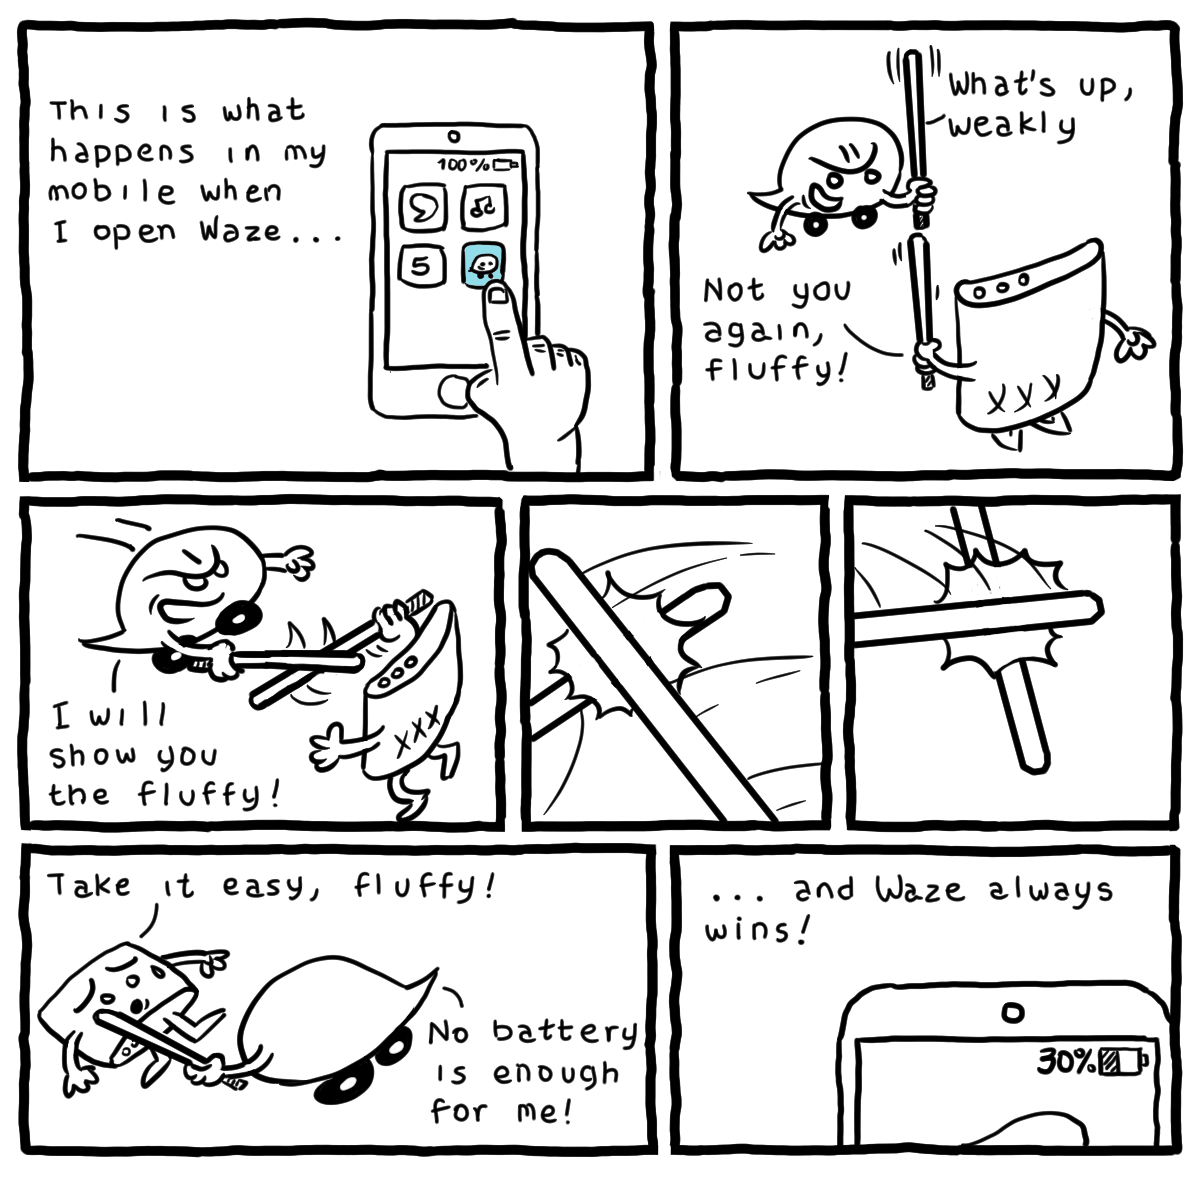 This is what
happens in my
mobile when
I open Waze...
100%
5
What's up,
weakly
Not you
again,
fluffy!
XXX
I will
show you
the fluffy!
XXX
Take it easy, fluffy!
No battery
is enough
for me!
... and Waze always
wins!
30%